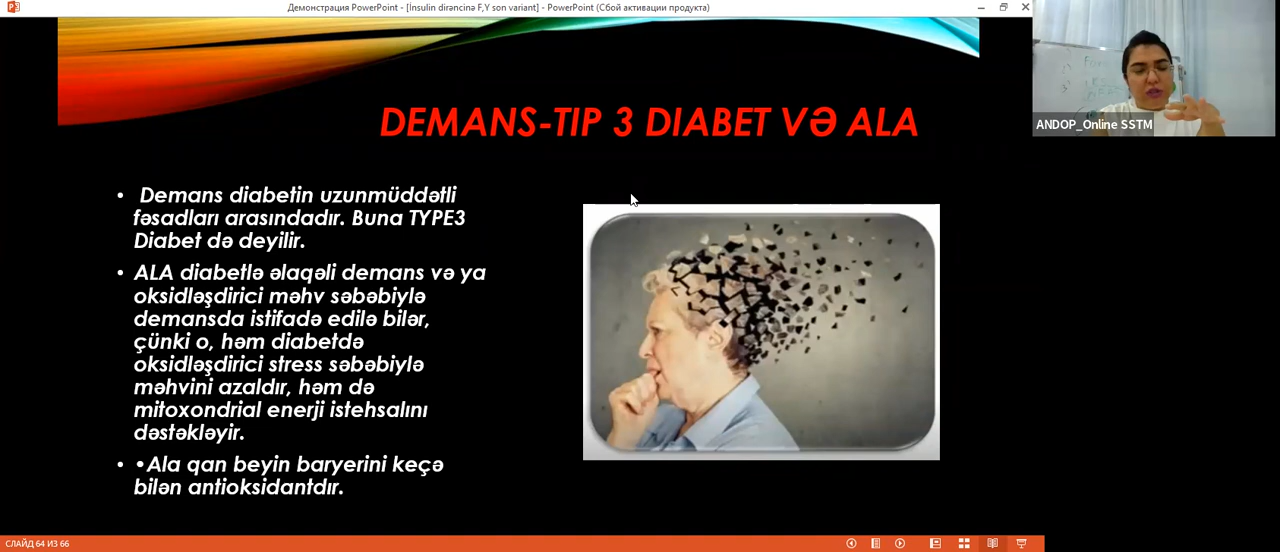 Демонстрация PowerPoint - [İnsulin dirəncinə F,Y son variant] - PowerPoint (Сбой активации продукта)
ANDOP_Online SSTM
DEMANS-TIP 3 DIABET VƏ ALA
• Demans diabetin uzunmüddətli
fəsadları arasındadır. Buna TYPE3
Diabet də deyilir.
• ALA diabetlə əlaqəli demans və ya
oksidləşdirici məhv səbəbiylə
demansda istifadə edilə bilər,
çünki o, həm diabetdə
oksidləşdirici stress səbəbiylə
məhvini azaldır, həm də
mitoxondrial enerji istehsalını
dəstəkləyir.
• •Ala qan beyin baryerini keçə
bilən antioksidantdır.
СЛАЙД 64 ИЗ 66